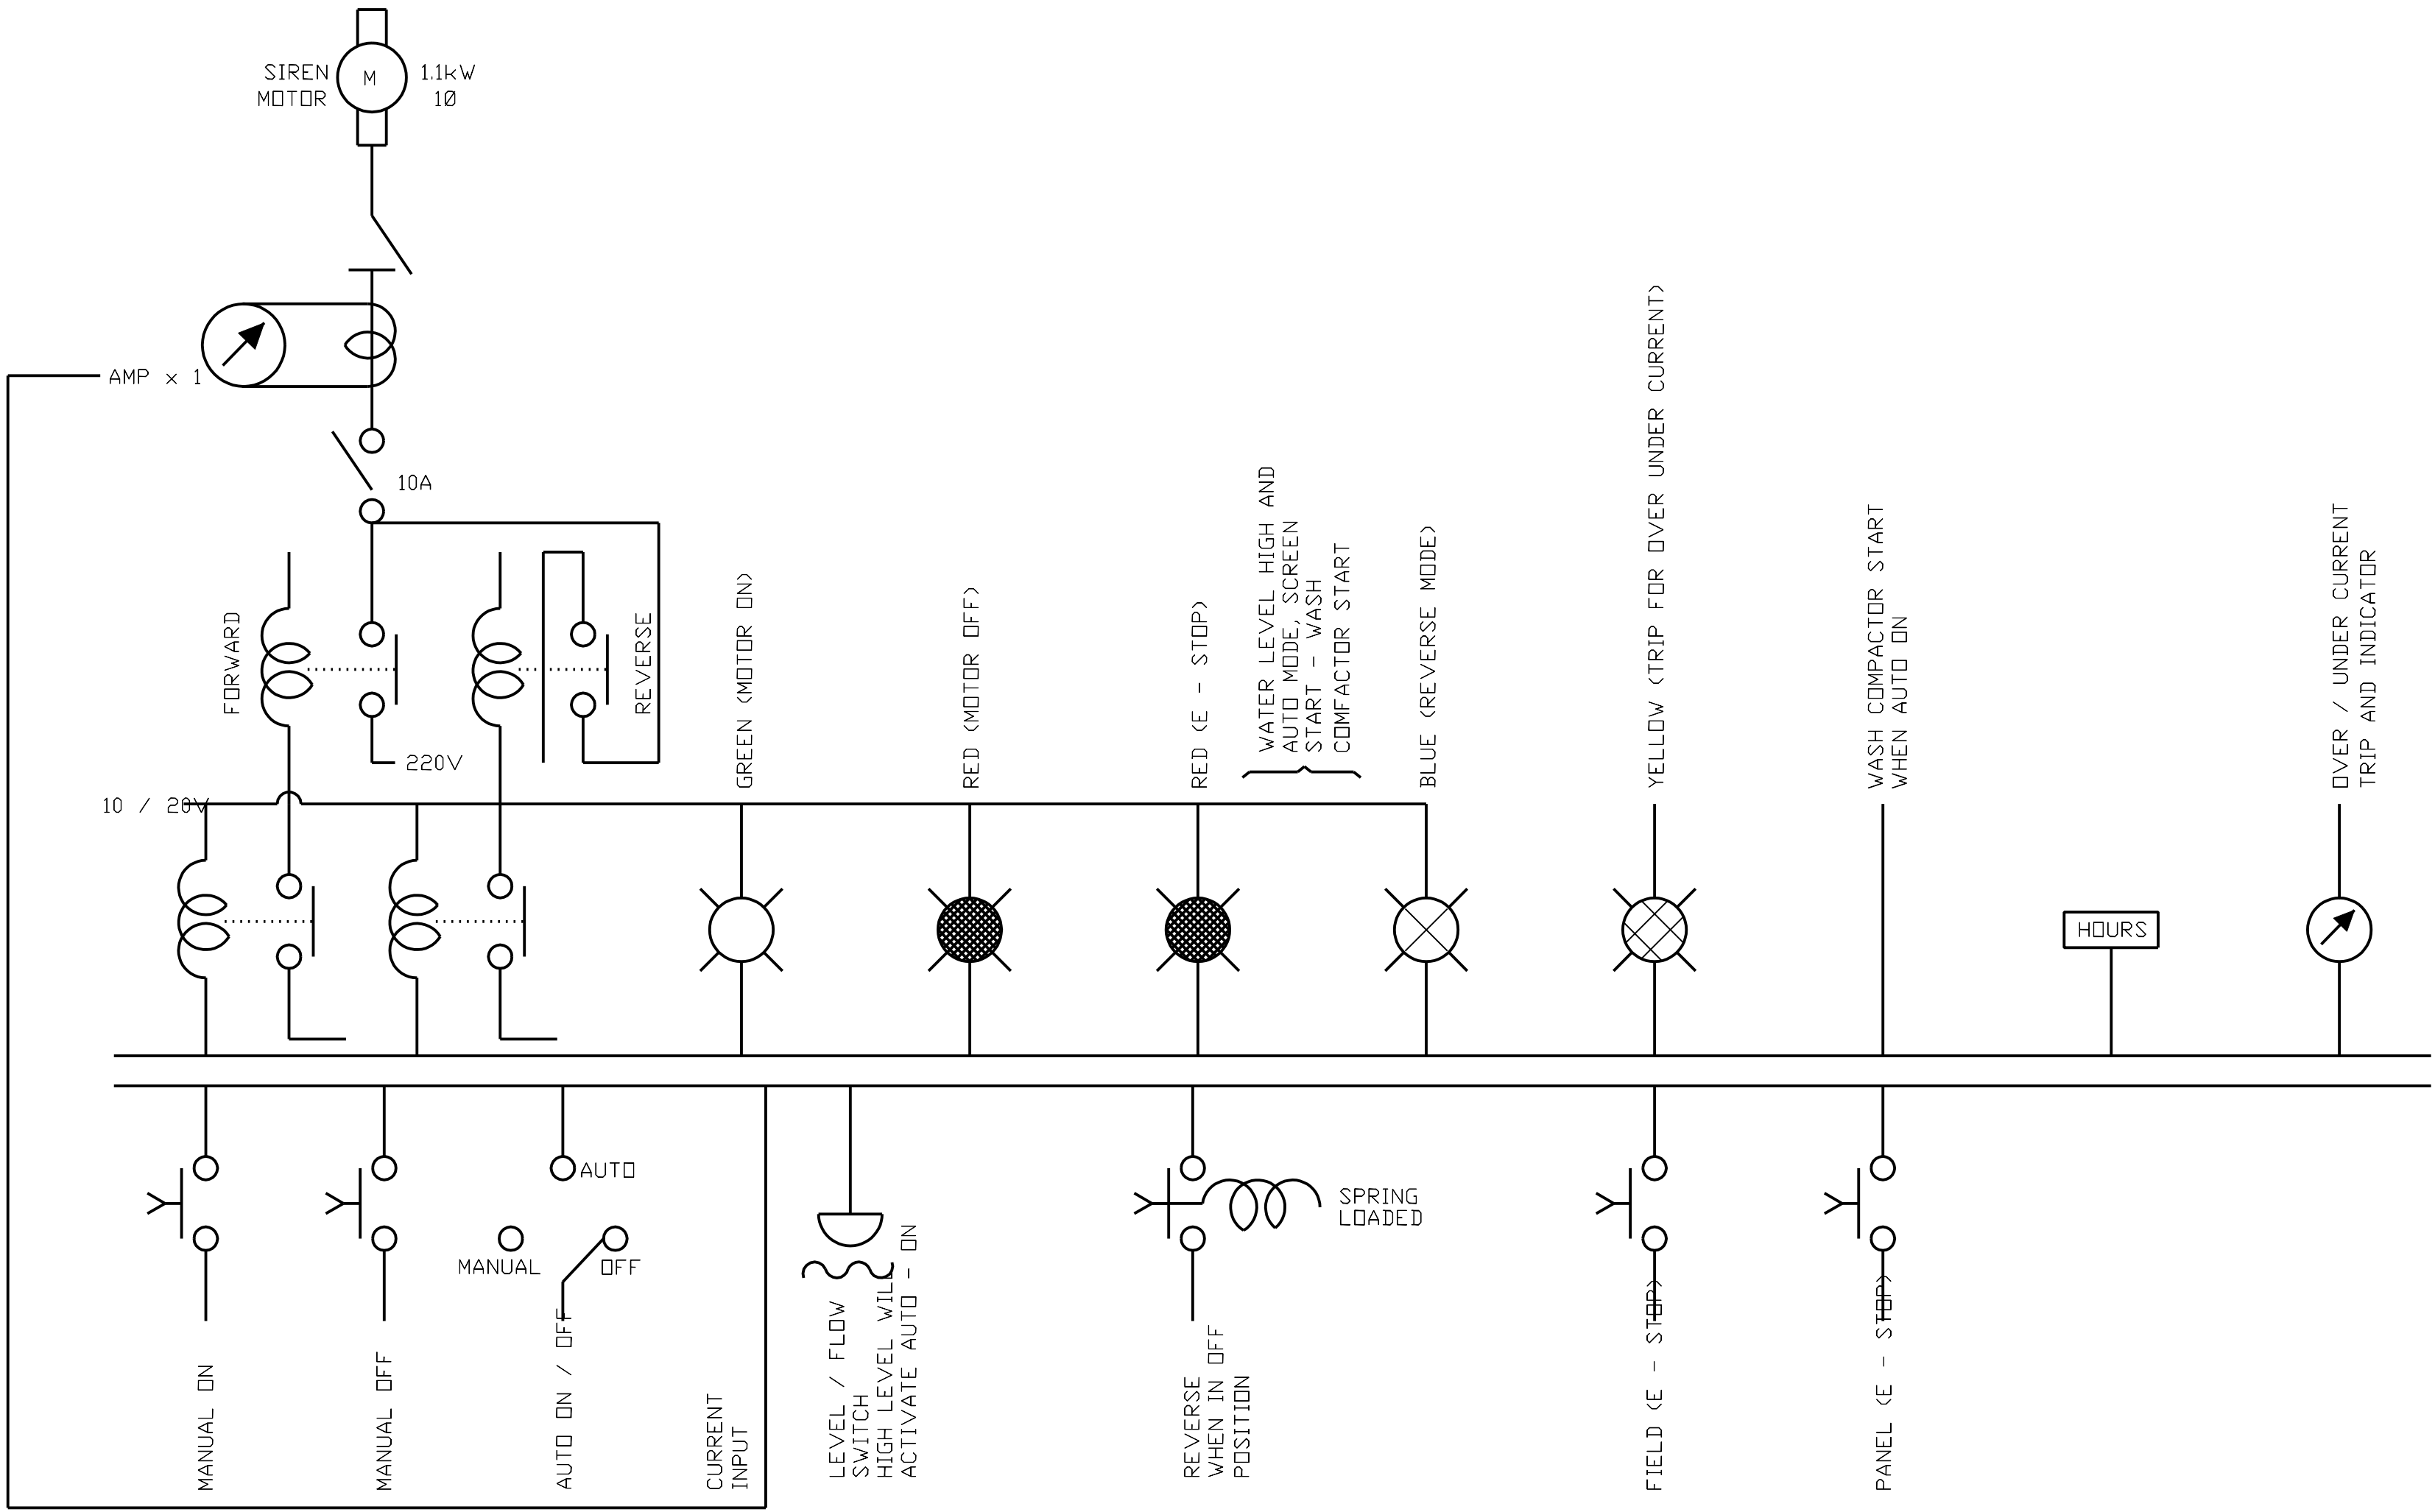 SIREN
MOTOR
M
1.1kW
10
AMP x 1
10A
FORWARD
REVERSE
220V
10 / 20V
GREEN (MOTOR ON)
RED (MOTOR OFF)
RED (E - STOP)
WATER LEVEL HIGH AND
AUTO MODE, SCREEN
START - WASH
COMFACTOR START
BLUE (REVERSE MODE)
YELLOW (TRIP FOR OVER UNDER CURRENT)
WASH COMPACTOR START
WHEN AUTO ON
HOURS
OVER / UNDER CURRENT
TRIP AND INDICATOR
MANUAL ON
MANUAL OFF
AUTO
MANUAL
OFF
AUTO ON / OFF
CURRENT
INPUT
LEVEL / FLOW
SWITCH
HIGH LEVEL WILL
ACTIVATE AUTO - ON
SPRING
LOADED
REVERSE
WHEN IN OFF
POSITION
FIELD (E - STOP)
PANEL (E - STOP)